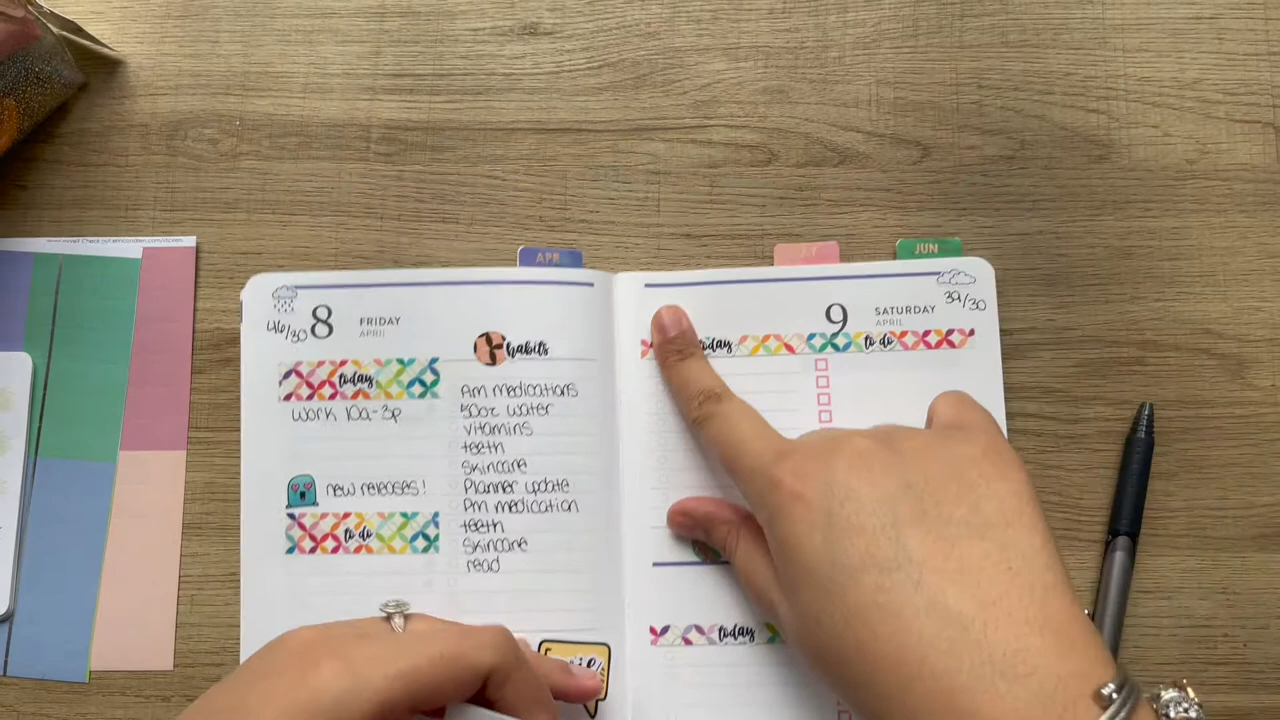 APR
JUN
46/30
8
FRIDAY
APRIL
habits
today
Work 10a-3p
Am medications
50oz water
vitamins
teeth
Skincare
Planner update
Pm medication
teeth
Skincare
read
new releases!
to do
9
SATURDAY
APRIL
39/30
today
to do
today